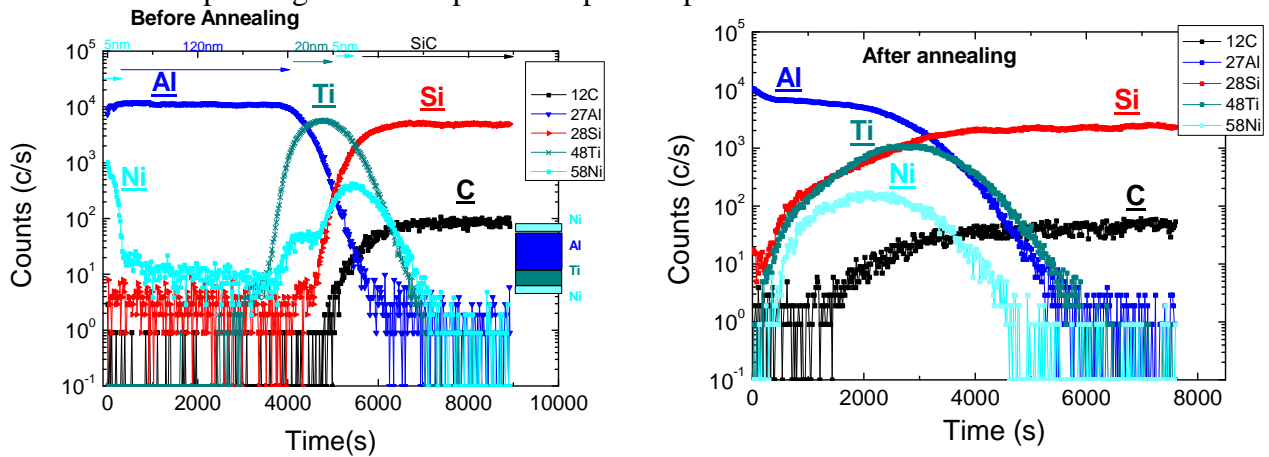 Before Annealing
5nm 120nm 20nm 5nm SiC
Al
Ti
Si
Ni
C
12C
27Al
28Si
48Ti
58Ni
Ni
Al
Ti
Ni
Counts (c/s)
10^5
10^4
10^3
10^2
10^1
10^0
10^-1
0 2000 4000 6000 8000 10000
Time(s)
After annealing
Al
Si
Ti
Ni
C
12C
27Al
28Si
48Ti
58Ni
Counts (c/s)
10^5
10^4
10^3
10^2
10^1
10^0
10^-1
0 2000 4000 6000 8000
Time (s)